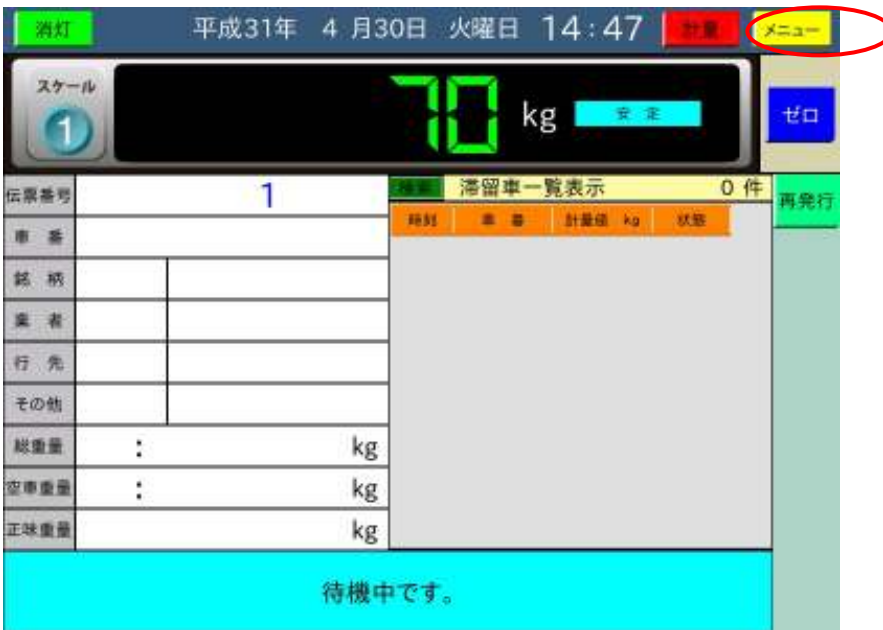 消灯 平成31年 4月30日 火曜日 14:47 計量 メニュー
スケール
1
70 kg 安定
ゼロ
伝票番号 1
検索 滞留車一覧表示 0 件
再発行
時刻 車番 計量値 kg 状態
車番
銘柄
業者
行先
その他
総重量 : kg
空車重量 : kg
正味重量 kg
待機中です。